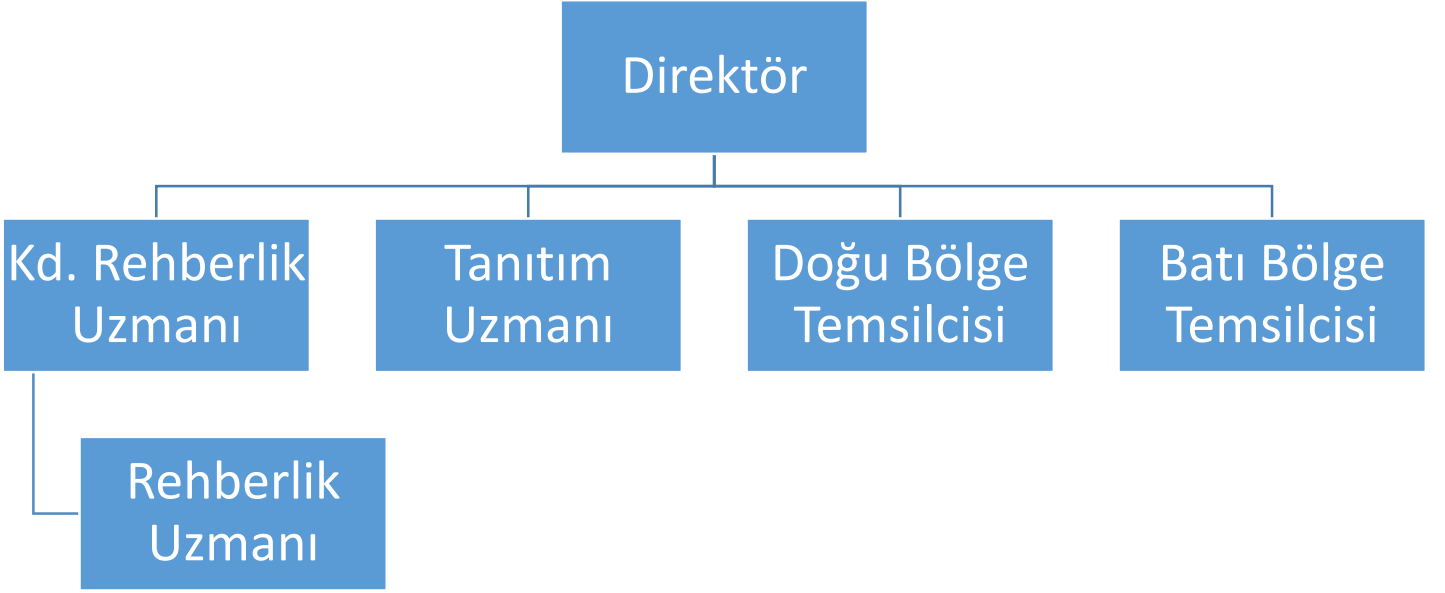 Direktör
Kd. Rehberlik
Uzmanı
Tanıtım
Uzmanı
Doğu Bölge
Temsilcisi
Batı Bölge
Temsilcisi
Rehberlik
Uzmanı